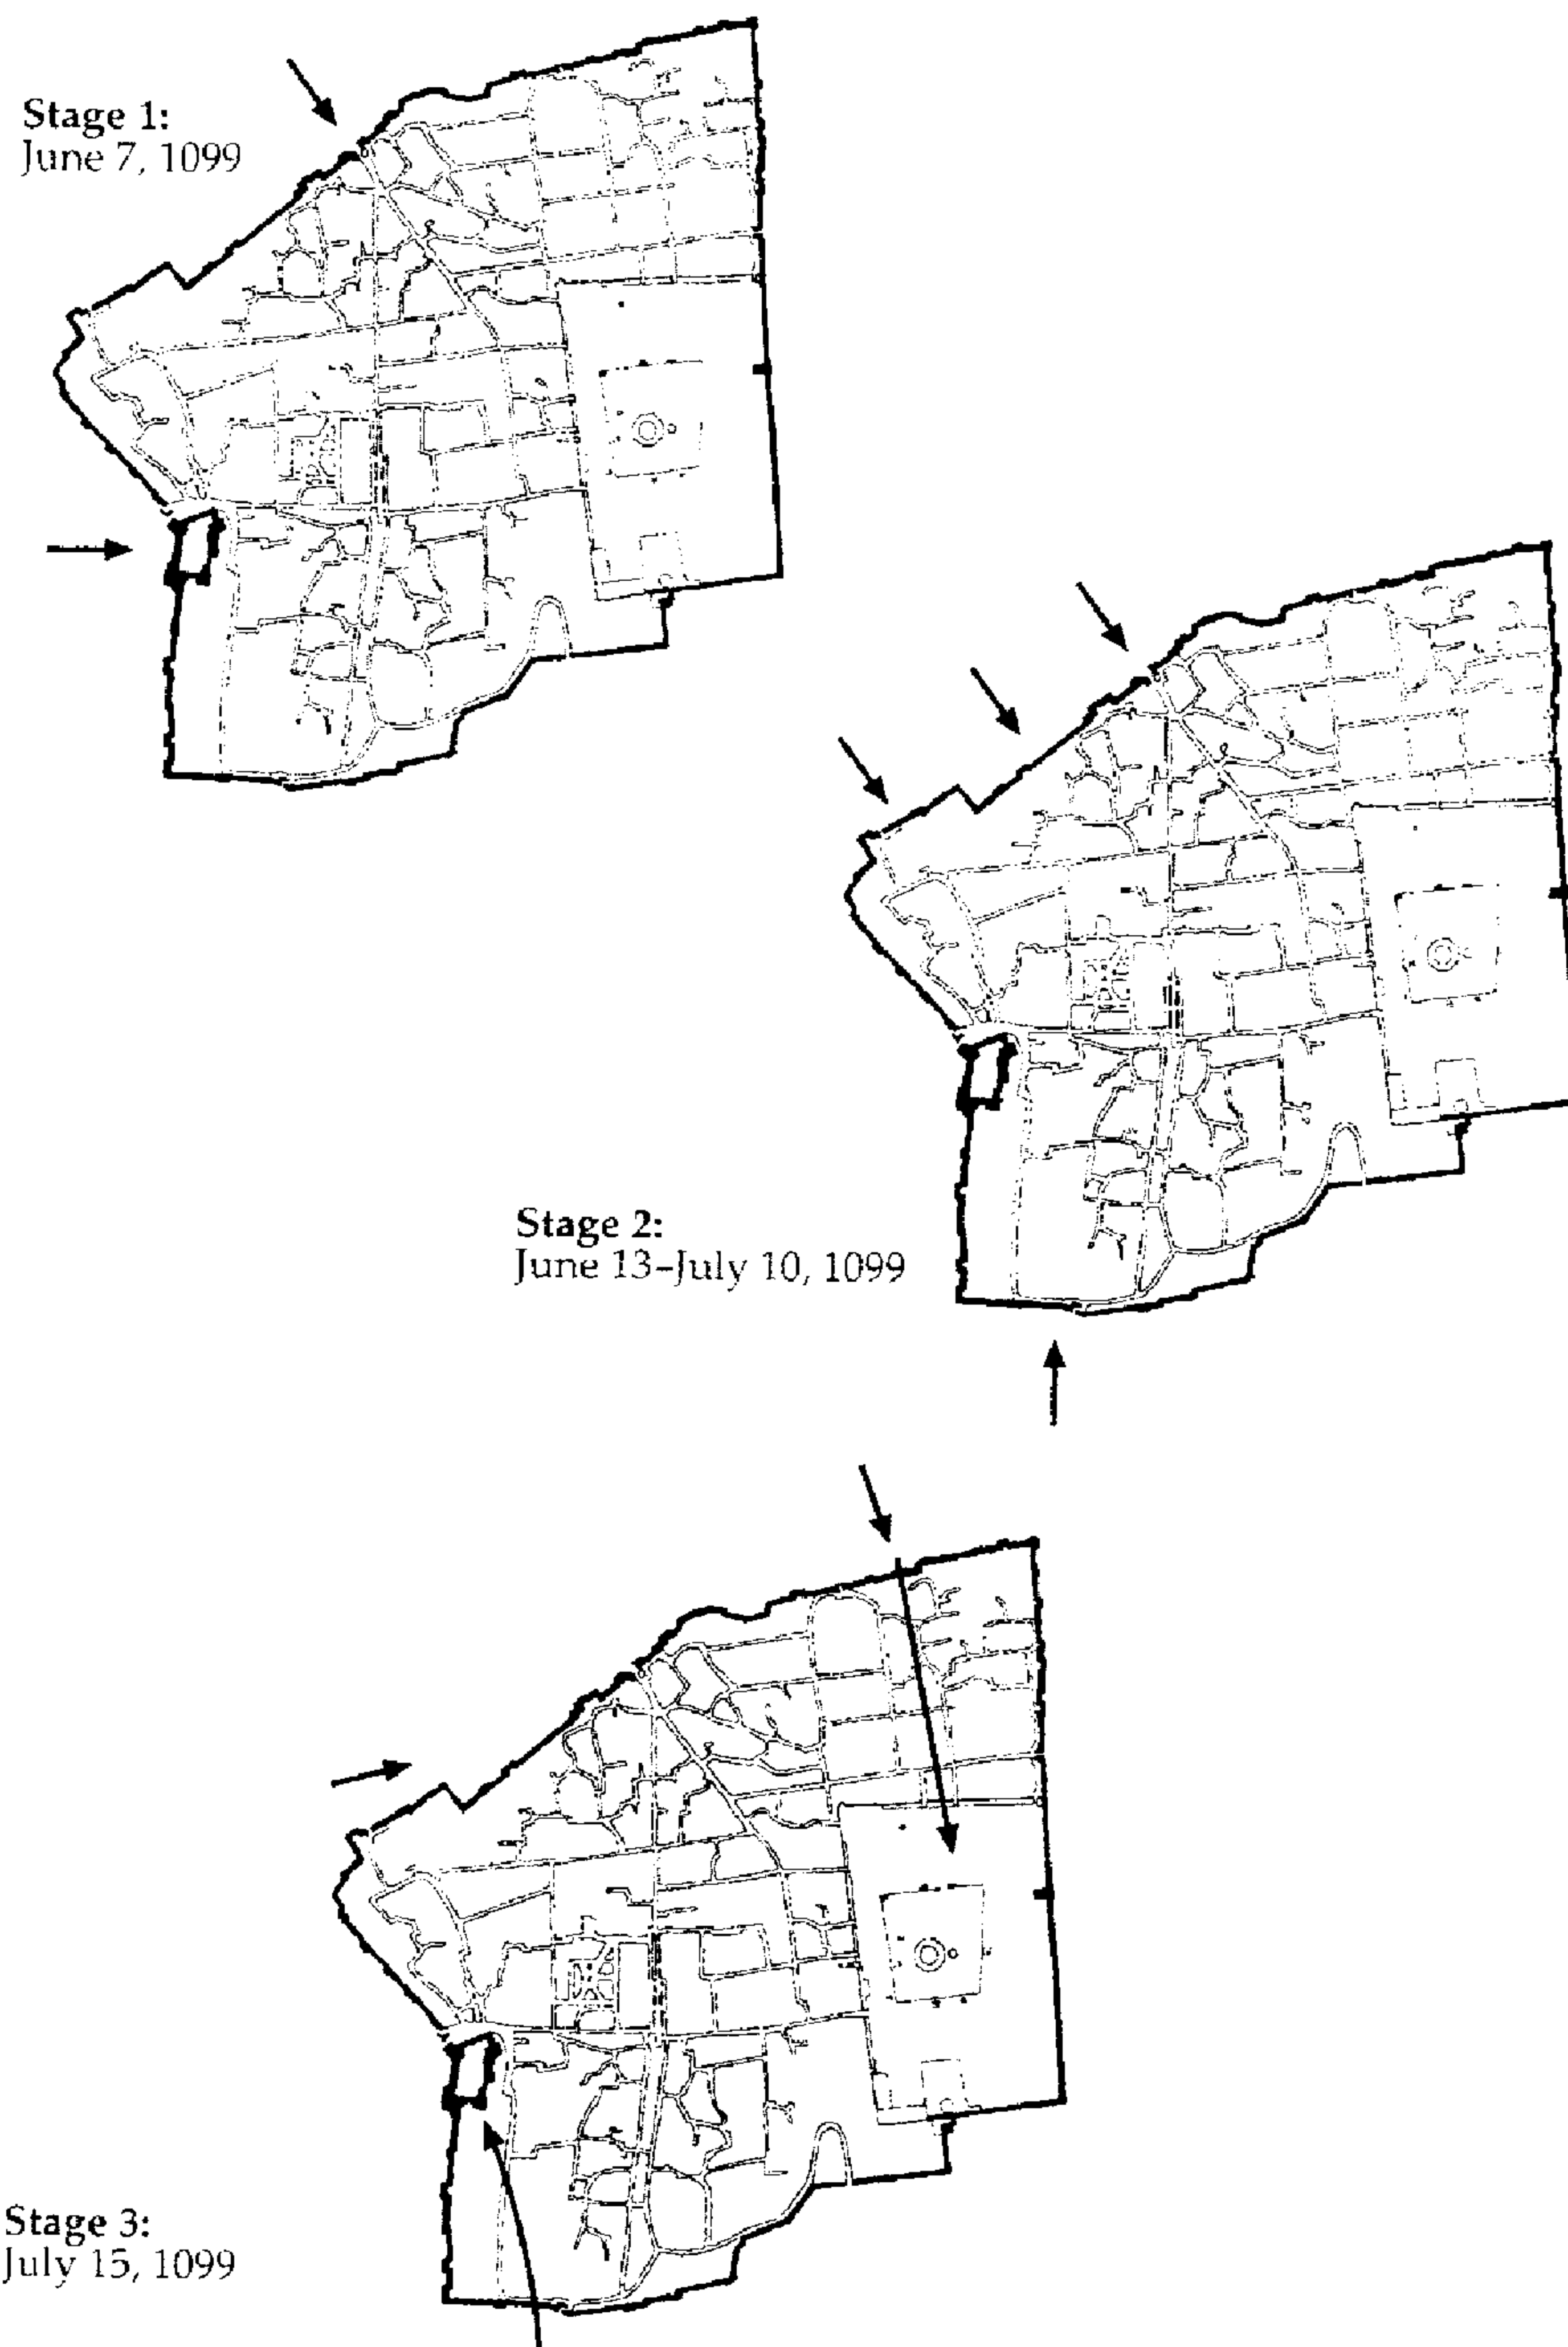 Stage 1:
June 7, 1099
Stage 2:
June 13–July 10, 1099
Stage 3:
July 15, 1099